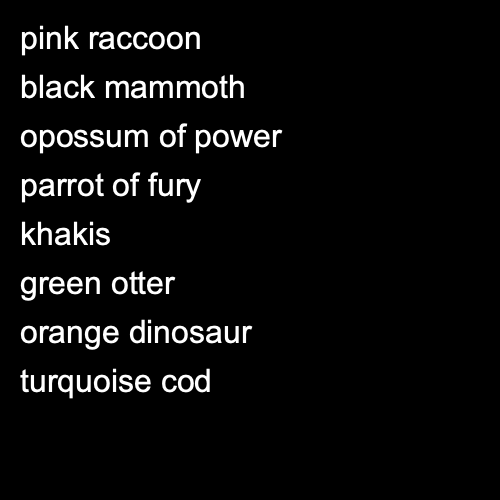 pink raccoon
black mammoth
opossum of power
parrot of fury
khakis
green otter
orange dinosaur
turquoise cod